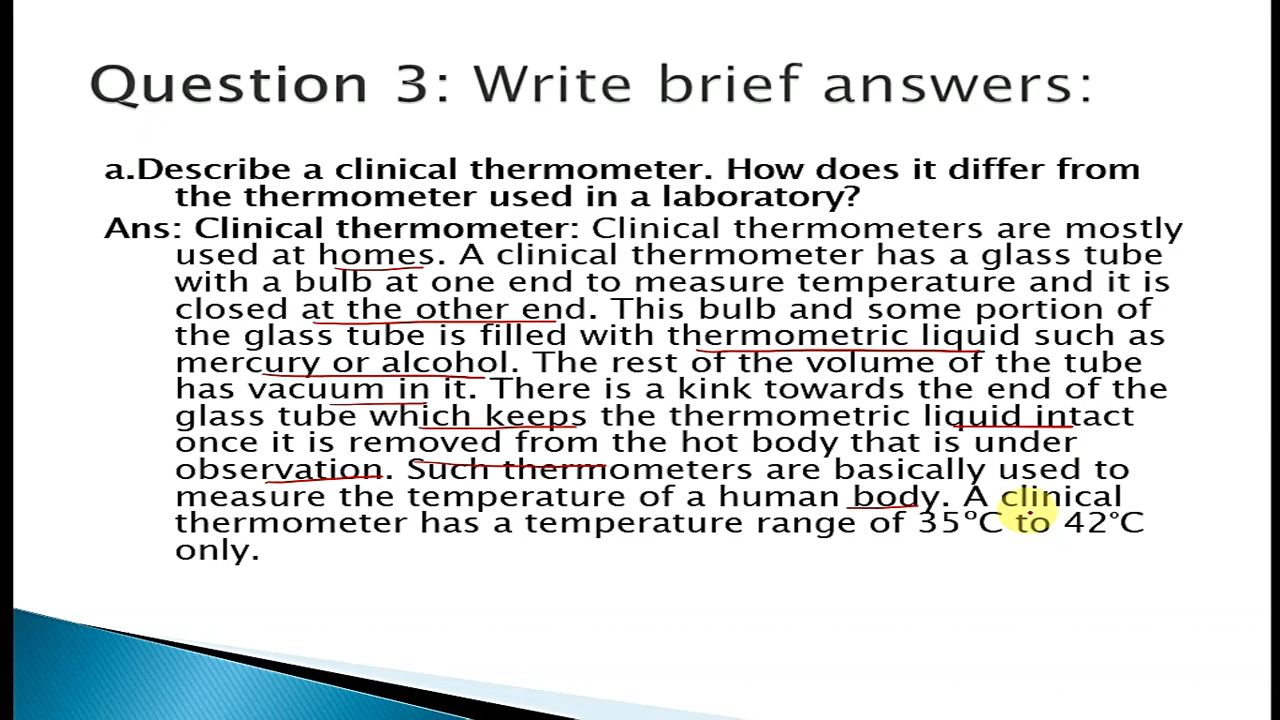 Question 3: Write brief answers:
a.Describe a clinical thermometer. How does it differ from
the thermometer used in a laboratory?
Ans: Clinical thermometer: Clinical thermometers are mostly
used at homes. A clinical thermometer has a glass tube
with a bulb at one end to measure temperature and it is
closed at the other end. This bulb and some portion of
the glass tube is filled with thermometric liquid such as
mercury or alcohol. The rest of the volume of the tube
has vacuum in it. There is a kink towards the end of the
glass tube which keeps the thermometric liquid intact
once it is removed from the hot body that is under
observation. Such thermometers are basically used to
measure the temperature of a human body. A clinical
thermometer has a temperature range of 35°C to 42°C
only.